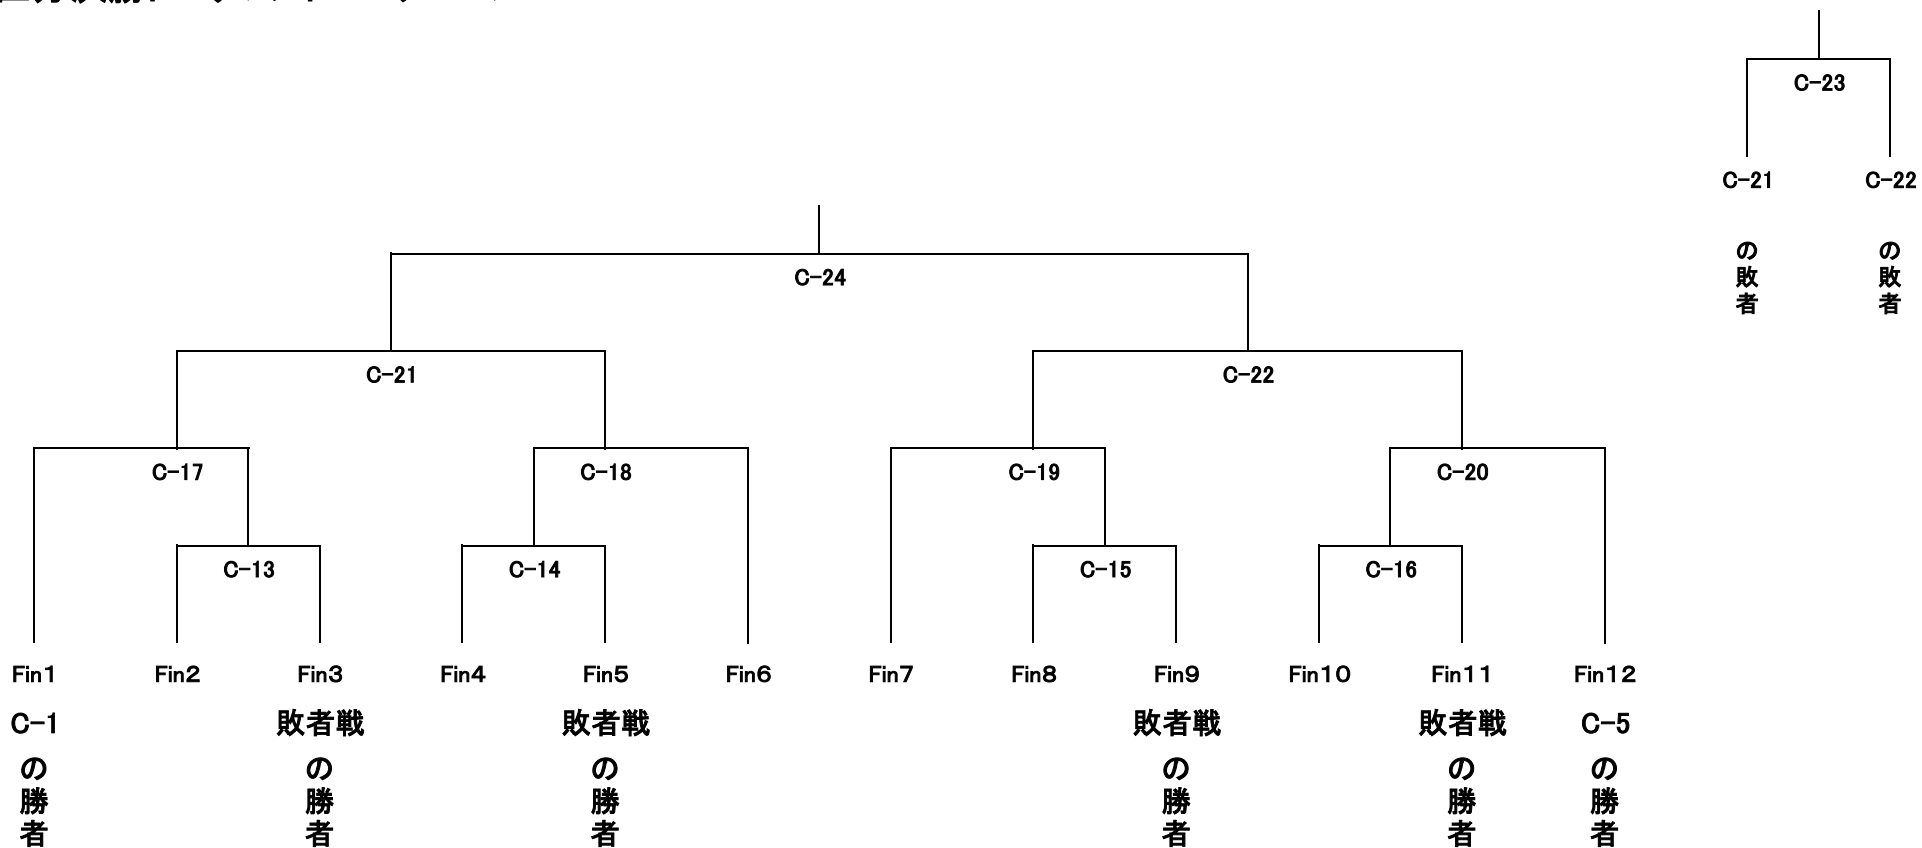 C-23
C-21
C-22
の敗者
の敗者
C-24
C-21
C-22
C-17
C-18
C-19
C-20
C-13
C-14
C-15
C-16
Fin1
Fin2
Fin3
Fin4
Fin5
Fin6
Fin7
Fin8
Fin9
Fin10
Fin11
Fin12
C-1
の勝者
敗者戦
の勝者
敗者戦
の勝者
敗者戦
の勝者
敗者戦
の勝者
C-5
の勝者